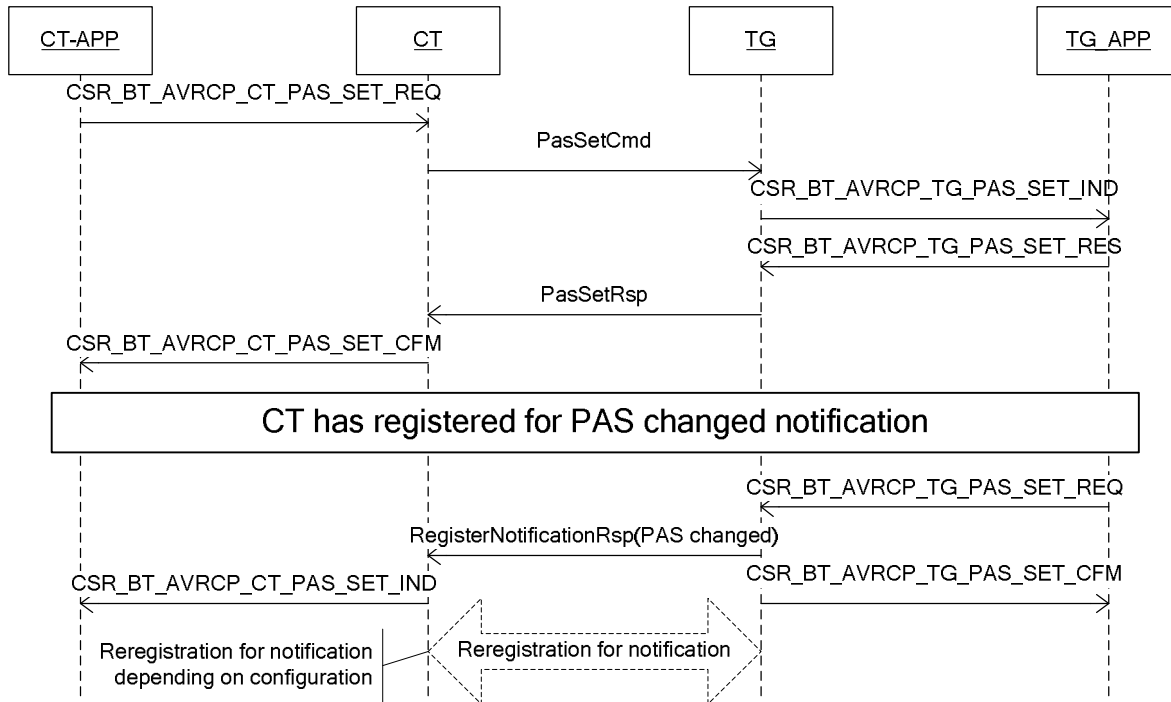 CT-APP
CT
TG
TG_APP
CSR_BT_AVRCP_CT_PAS_SET_REQ
PasSetCmd
CSR_BT_AVRCP_TG_PAS_SET_IND
CSR_BT_AVRCP_TG_PAS_SET_RES
PasSetRsp
CSR_BT_AVRCP_CT_PAS_SET_CFM
CT has registered for PAS changed notification
CSR_BT_AVRCP_TG_PAS_SET_REQ
RegisterNotificationRsp(PAS changed)
CSR_BT_AVRCP_TG_PAS_SET_CFM
CSR_BT_AVRCP_CT_PAS_SET_IND
Reregistration for notification
depending on configuration
Reregistration for notification